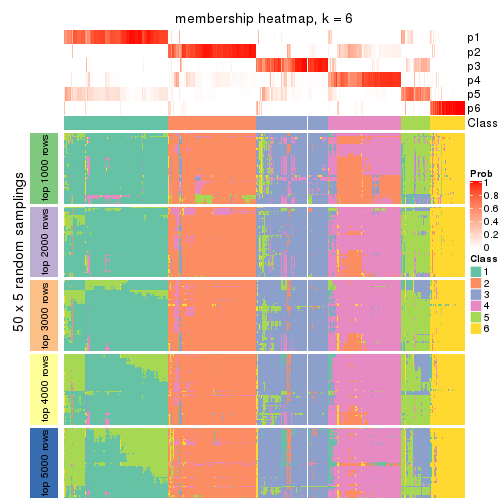 membership heatmap, k = 6
p1
p2
p3
p4
p5
p6
Class
50 x 5 random samplings
top 1000 rows
top 2000 rows
top 3000 rows
top 4000 rows
top 5000 rows
Prob
1
0.8
0.6
0.4
0.2
0
Class
1
2
3
4
5
6